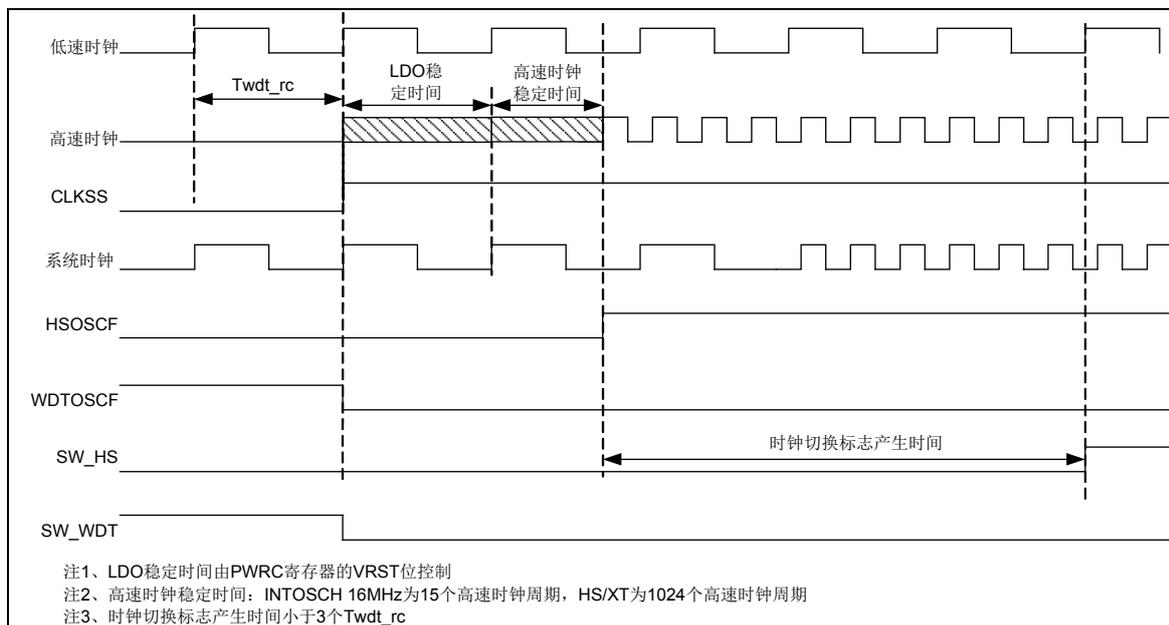 低速时钟
Twdt_rc
LDO稳
定时间
高速时钟
稳定时间
高速时钟
CLKSS
系统时钟
HSOSCF
WDTOSCF
时钟切换标志产生时间
SW_HS
SW_WDT
注1、LDO稳定时间由PWRC寄存器的VRST位控制
注2、高速时钟稳定时间：INTOSCH 16MHz为15个高速时钟周期，HS/XT为1024个高速时钟周期
注3、时钟切换标志产生时间小于3个Twdt_rc